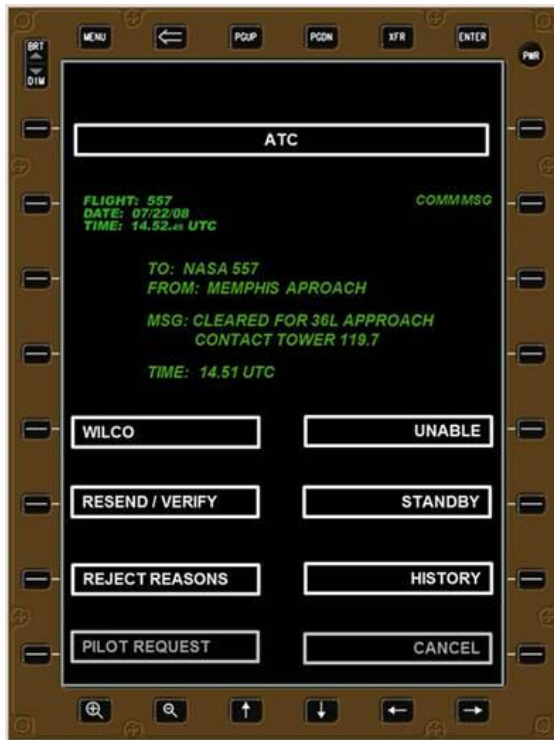 MENU
PGUP
PGDN
XFR
ENTER
BRT
DIM
PWR
ATC
FLIGHT: 557
COMM MSG
DATE: 07/22/08
TIME: 14.52.45 UTC
TO: NASA 557
FROM: MEMPHIS APROACH
MSG: CLEARED FOR 36L APPROACH
CONTACT TOWER 119.7
TIME: 14.51 UTC
WILCO
UNABLE
RESEND / VERIFY
STANDBY
REJECT REASONS
HISTORY
PILOT REQUEST
CANCEL